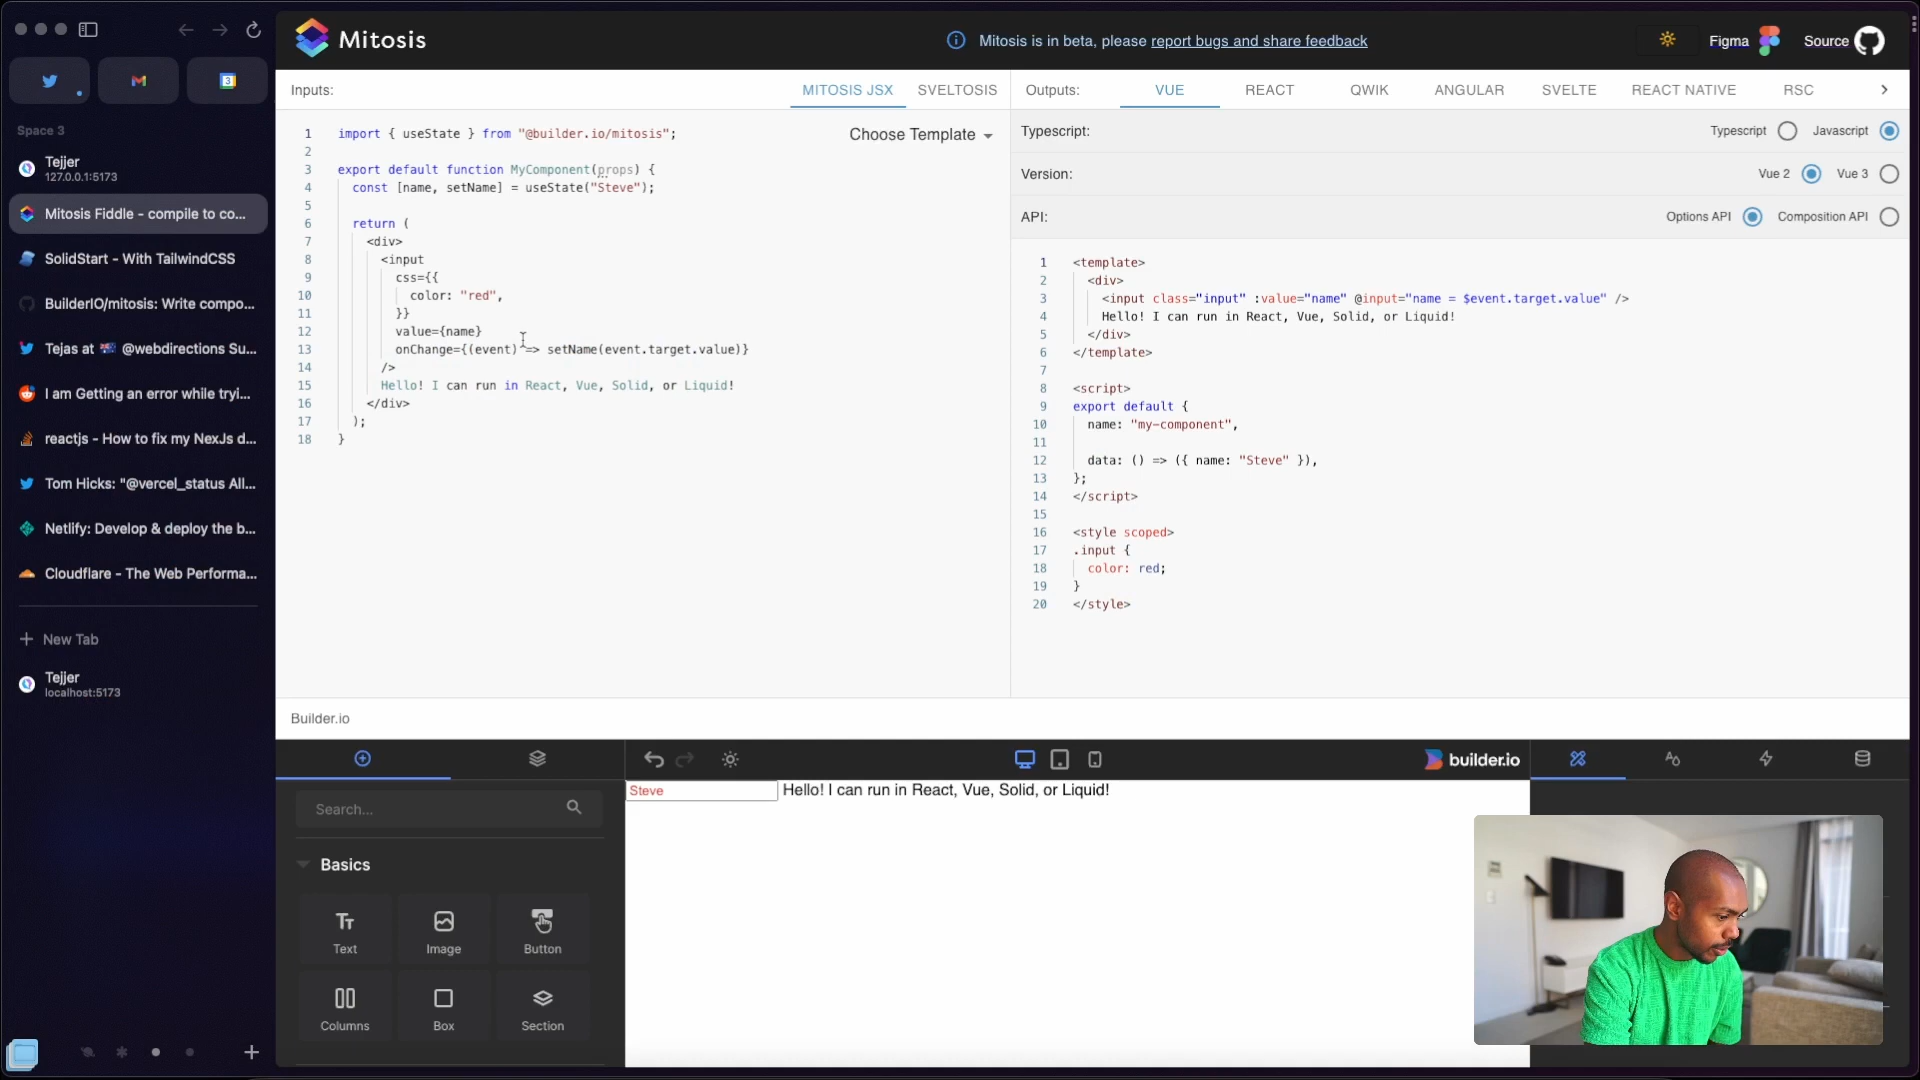 Mitosis
Mitosis is in beta, please report bugs and share feedback
Figma
Source
3
Space 3
Tejjer
127.0.0.1:5173
Mitosis Fiddle - compile to co...
SolidStart - With TailwindCSS
BuilderIO/mitosis: Write compo...
Tejas at 🇦🇺 @webdirections Su...
I am Getting an error while tryi...
reactjs - How to fix my NexJs d...
Tom Hicks: "@vercel_status All...
Netlify: Develop & deploy the b...
Cloudflare - The Web Performa...
New Tab
Tejjer
localhost:5173
Inputs:
MITOSIS JSX
SVELTOSIS
Choose Template
1 import { useState } from "@builder.io/mitosis";
2
3 export default function MyComponent(props) {
4 const [name, setName] = useState("Steve");
5
6 return (
7 <div>
8 <input
9 css={{
10 color: "red",
11 }}
12 value={name}
13 onChange={(event) => setName(event.target.value)}
14 />
15 Hello! I can run in React, Vue, Solid, or Liquid!
16 </div>
17 );
18 }
Outputs:
VUE
REACT
QWIK
ANGULAR
SVELTE
REACT NATIVE
RSC
Typescript:
Typescript
Javascript
Version:
Vue 2
Vue 3
API:
Options API
Composition API
1 <template>
2 <div>
3 <input class="input" :value="name" @input="name = $event.target.value" />
4 Hello! I can run in React, Vue, Solid, or Liquid!
5 </div>
6 </template>
7
8 <script>
9 export default {
10 name: "my-component",
11
12 data: () => ({ name: "Steve" }),
13 };
14 </script>
15
16 <style scoped>
17 .input {
18 color: red;
19 }
20 </style>
Builder.io
builder.io
Search...
Basics
Text
Image
Button
Columns
Box
Section
Steve
Hello! I can run in React, Vue, Solid, or Liquid!